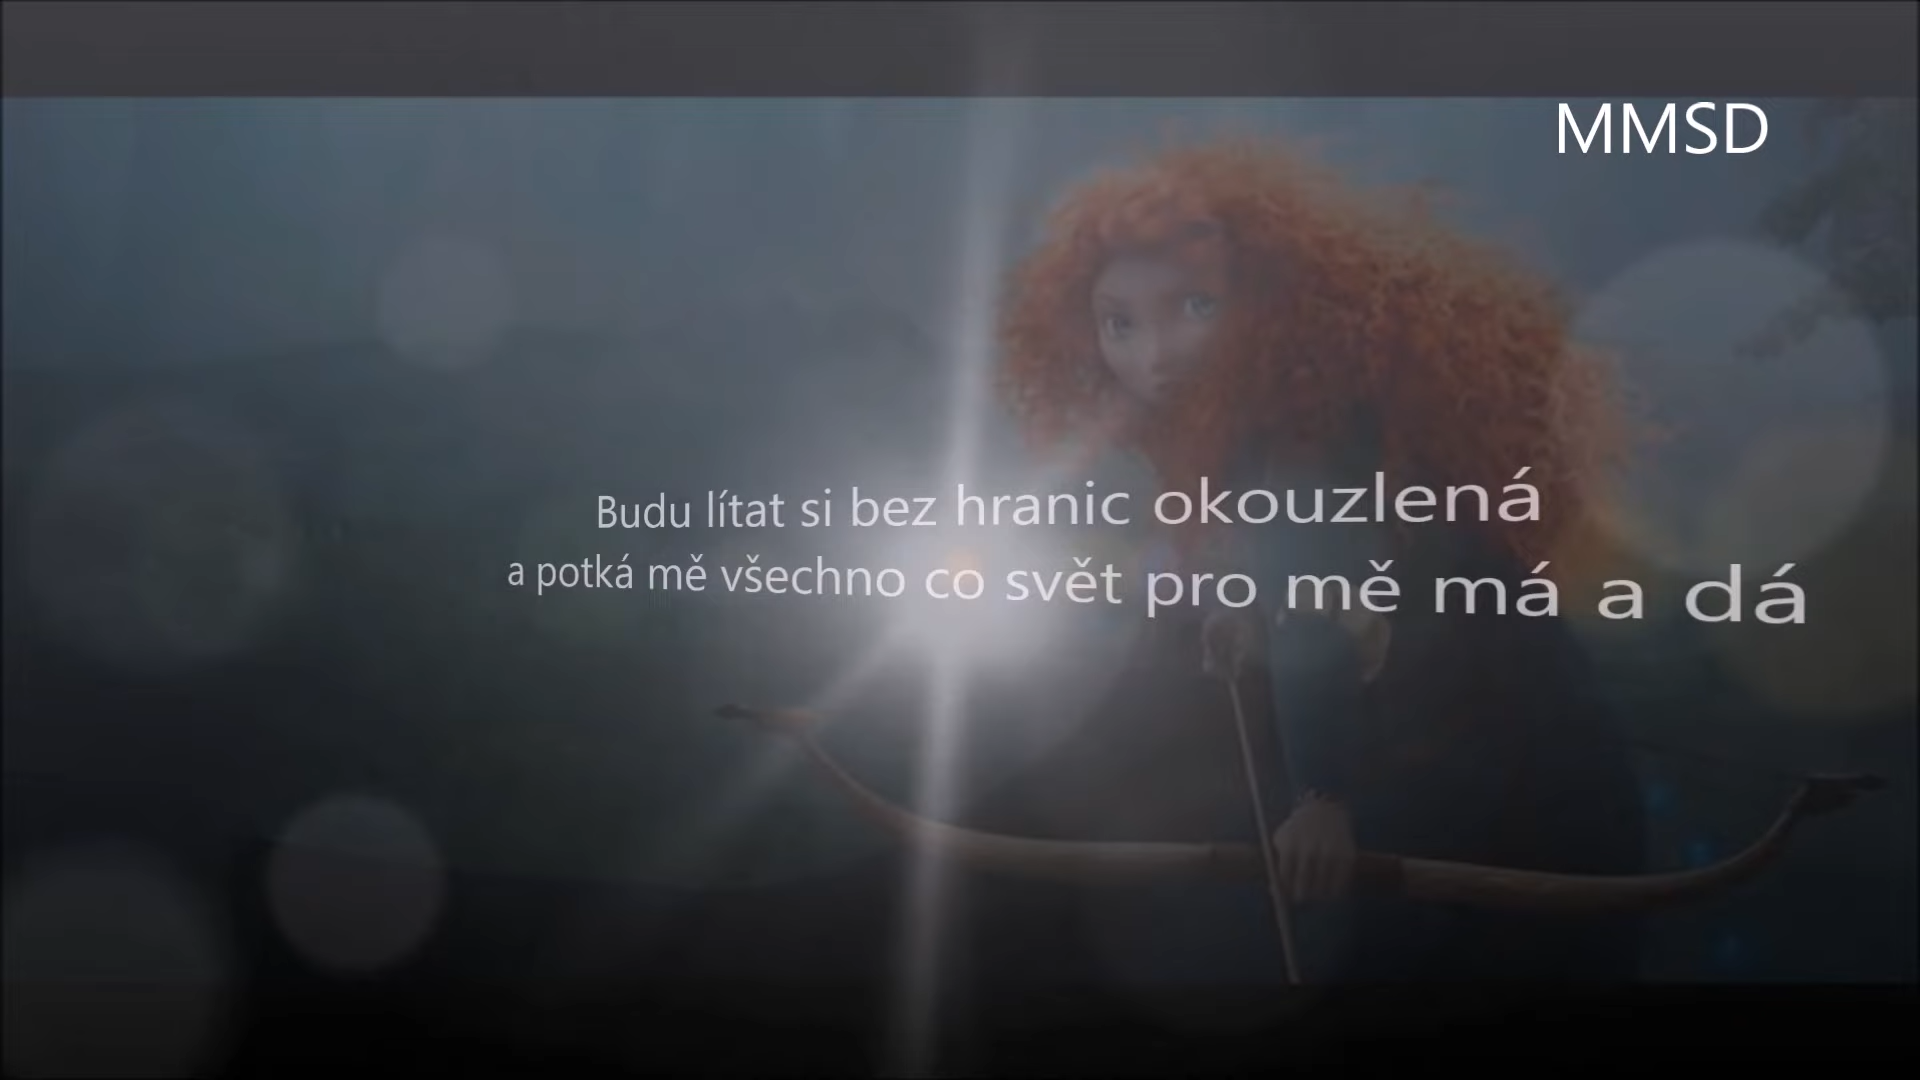 MMSD
Budu lítat si bez hranic okouzlená
a potká mě všechno co svět pro mě má a dá